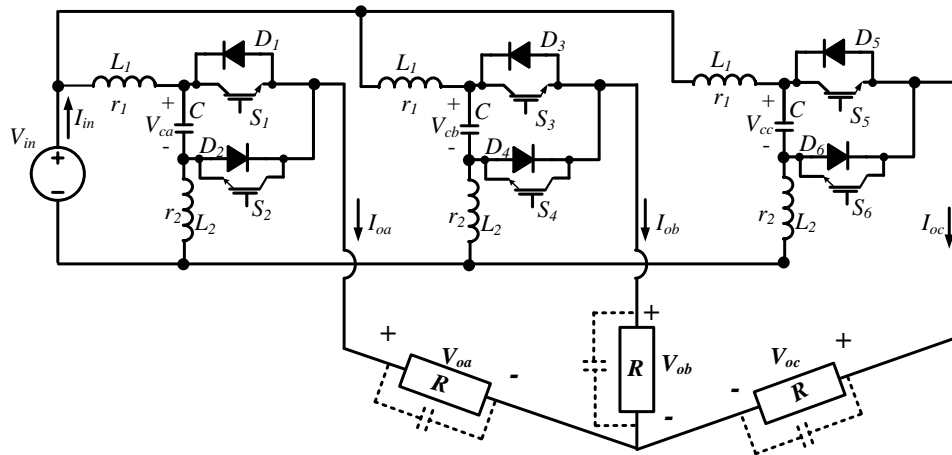 L1
r1
D1
S1
+
C
Vca
-
D2
S2
r2
L2
Iin
Vin
+
-
Ioa
L1
r1
D3
S3
+
C
Vcb
-
D4
S4
r2
L2
Iob
L1
r1
D5
S5
+
C
Vcc
-
D6
S6
r2
L2
Ioc
+
Voa
R
-
+
R
Vob
-
+
Voc
R
-